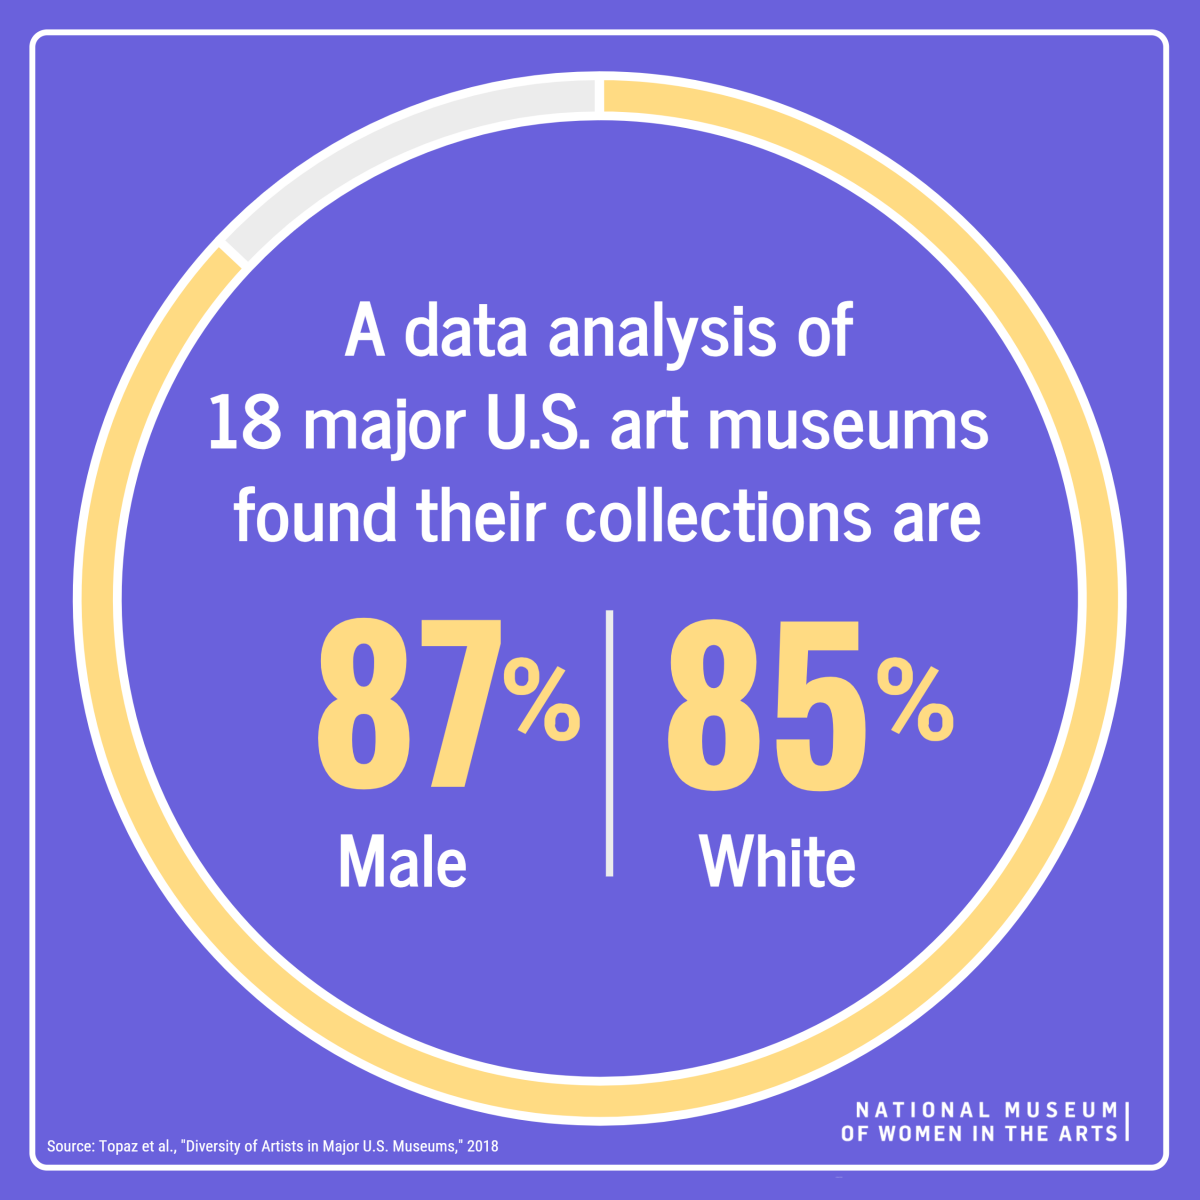 A data analysis of
18 major U.S. art museums
found their collections are
87% 85%
Male White
Source: Topaz et al., "Diversity of Artists in Major U.S. Museums," 2018
NATIONAL MUSEUM
OF WOMEN IN THE ARTS